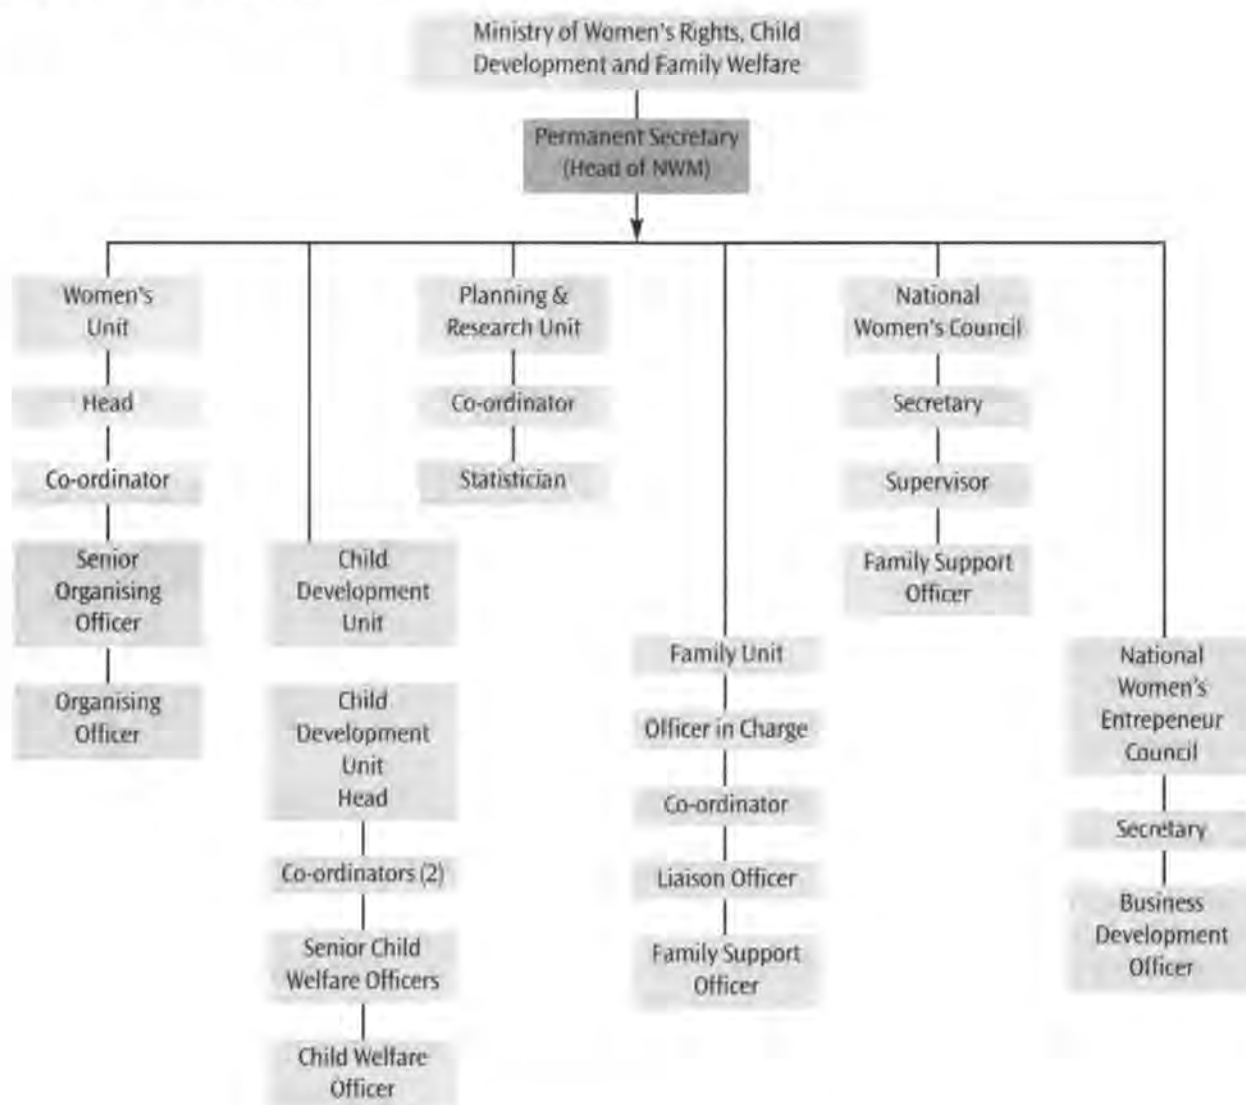 Ministry of Women's Rights, Child
Development and Family Welfare
Permanent Secretary
(Head of NWM)
Women's
Unit
Head
Co-ordinator
Senior
Organising
Officer
Organising
Officer
Child
Development
Unit
Child
Development
Unit
Head
Co-ordinators (2)
Senior Child
Welfare Officers
Child Welfare
Officer
Planning &
Research Unit
Co-ordinator
Statistician
Family Unit
Officer in Charge
Co-ordinator
Liaison Officer
Family Support
Officer
National
Women's Council
Secretary
Supervisor
Family Support
Officer
National
Women's
Entrepeneur
Council
Secretary
Business
Development
Officer